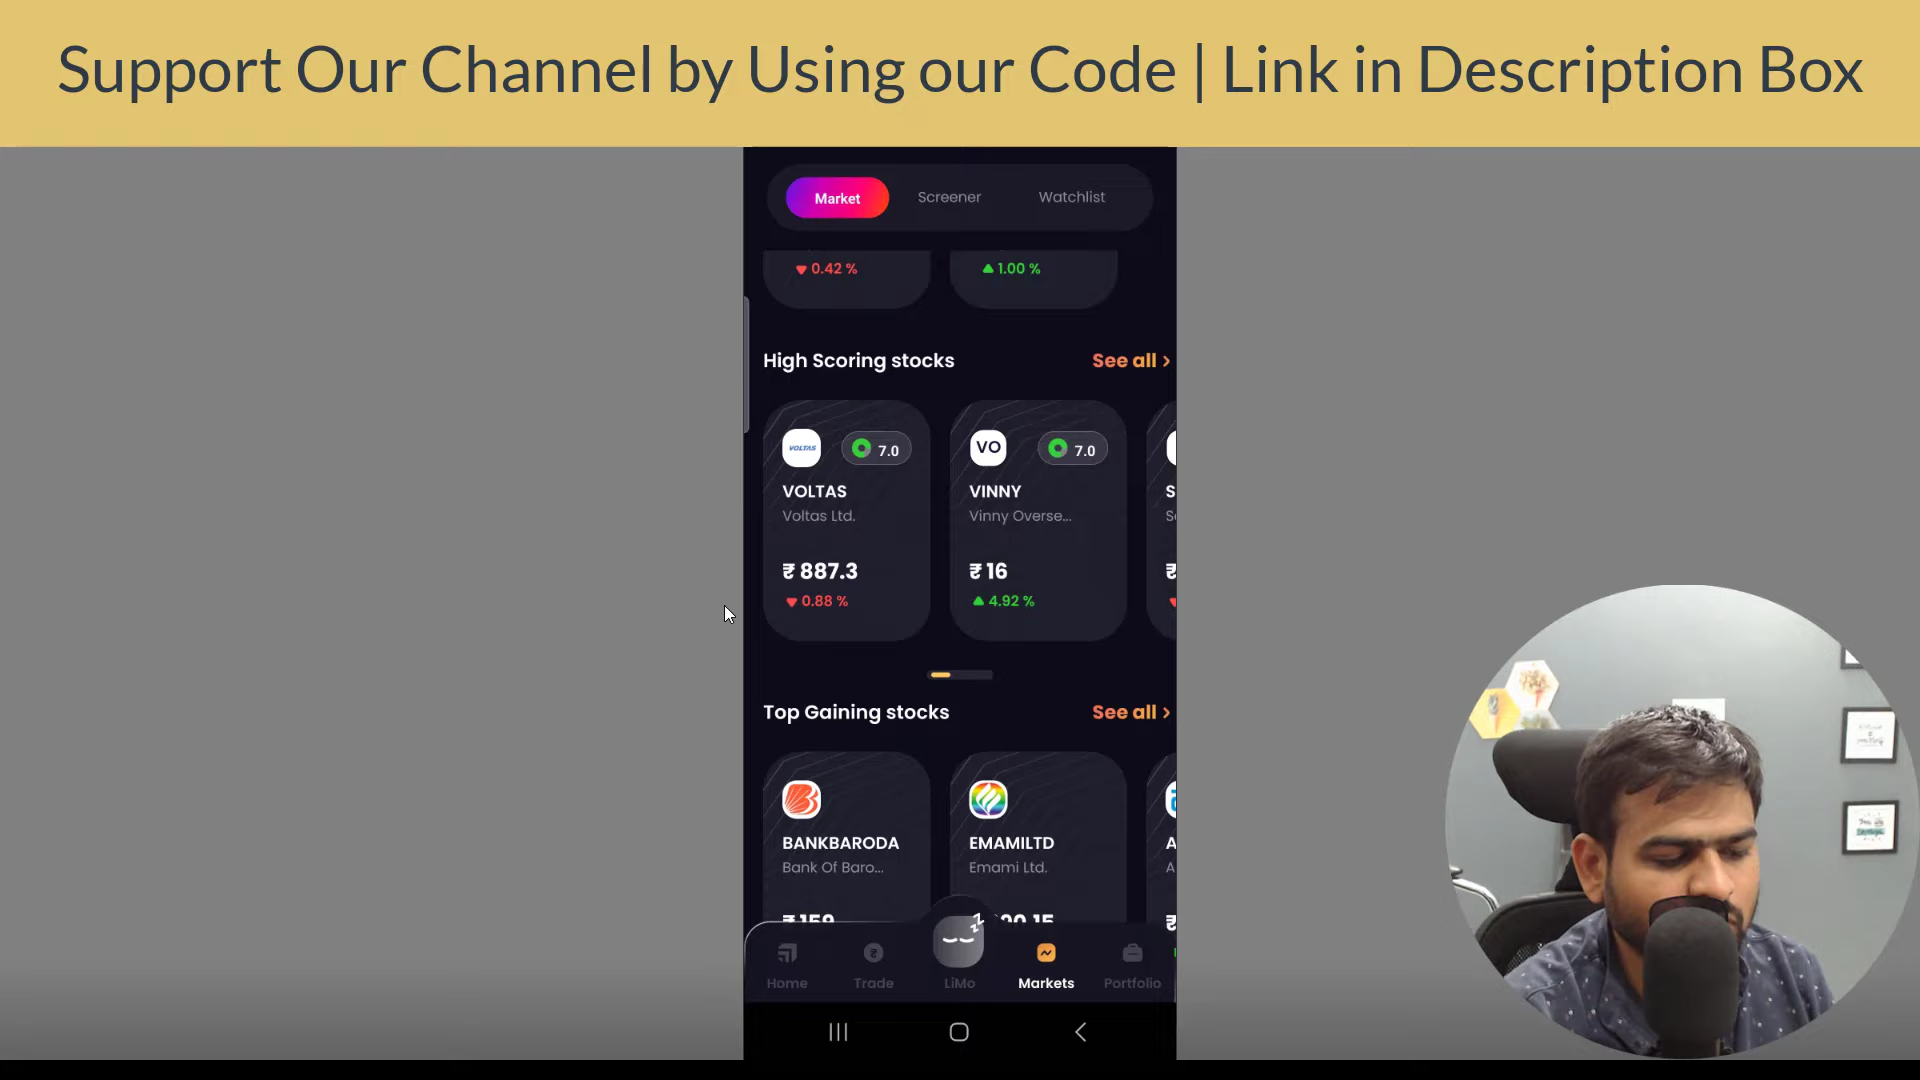 Support Our Channel by Using our Code | Link in Description Box
Market Screener Watchlist
0.42 % 1.00 %
High Scoring stocks See all >
VOLTAS 7.0 VO 7.0
VOLTAS VINNY S
Voltas Ltd. Vinny Overse...
₹ 887.3 ₹ 16 ₹
0.88 % 4.92 %
Top Gaining stocks See all >
BANKBARODA EMAMILTD A
Bank Of Baro... Emami Ltd. A
₹ 159
Home Trade LiMo Markets Portfolio